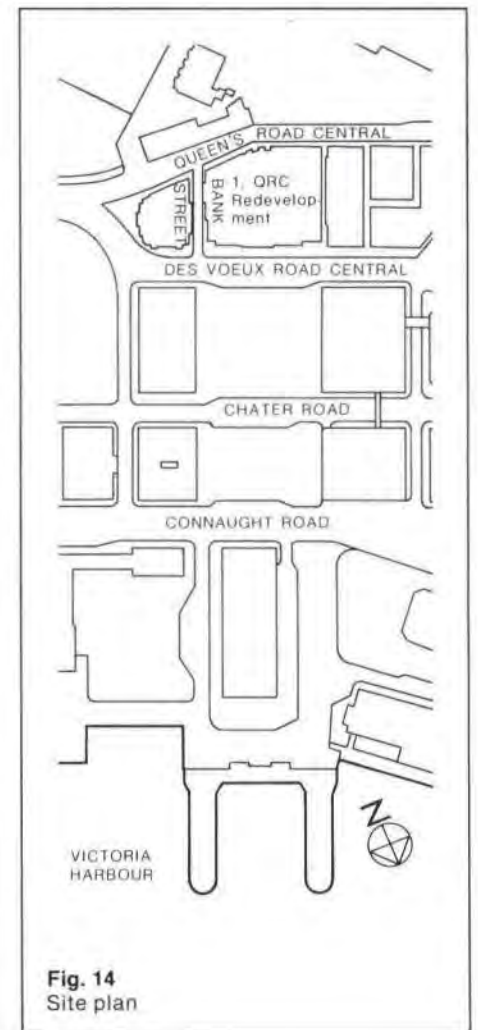 QUEEN'S ROAD CENTRAL
BANK
STREET
1, QRC
Redevelop-
ment
DES VOEUX ROAD CENTRAL
CHATER ROAD
CONNAUGHT ROAD
N
VICTORIA
HARBOUR
Fig. 14
Site plan